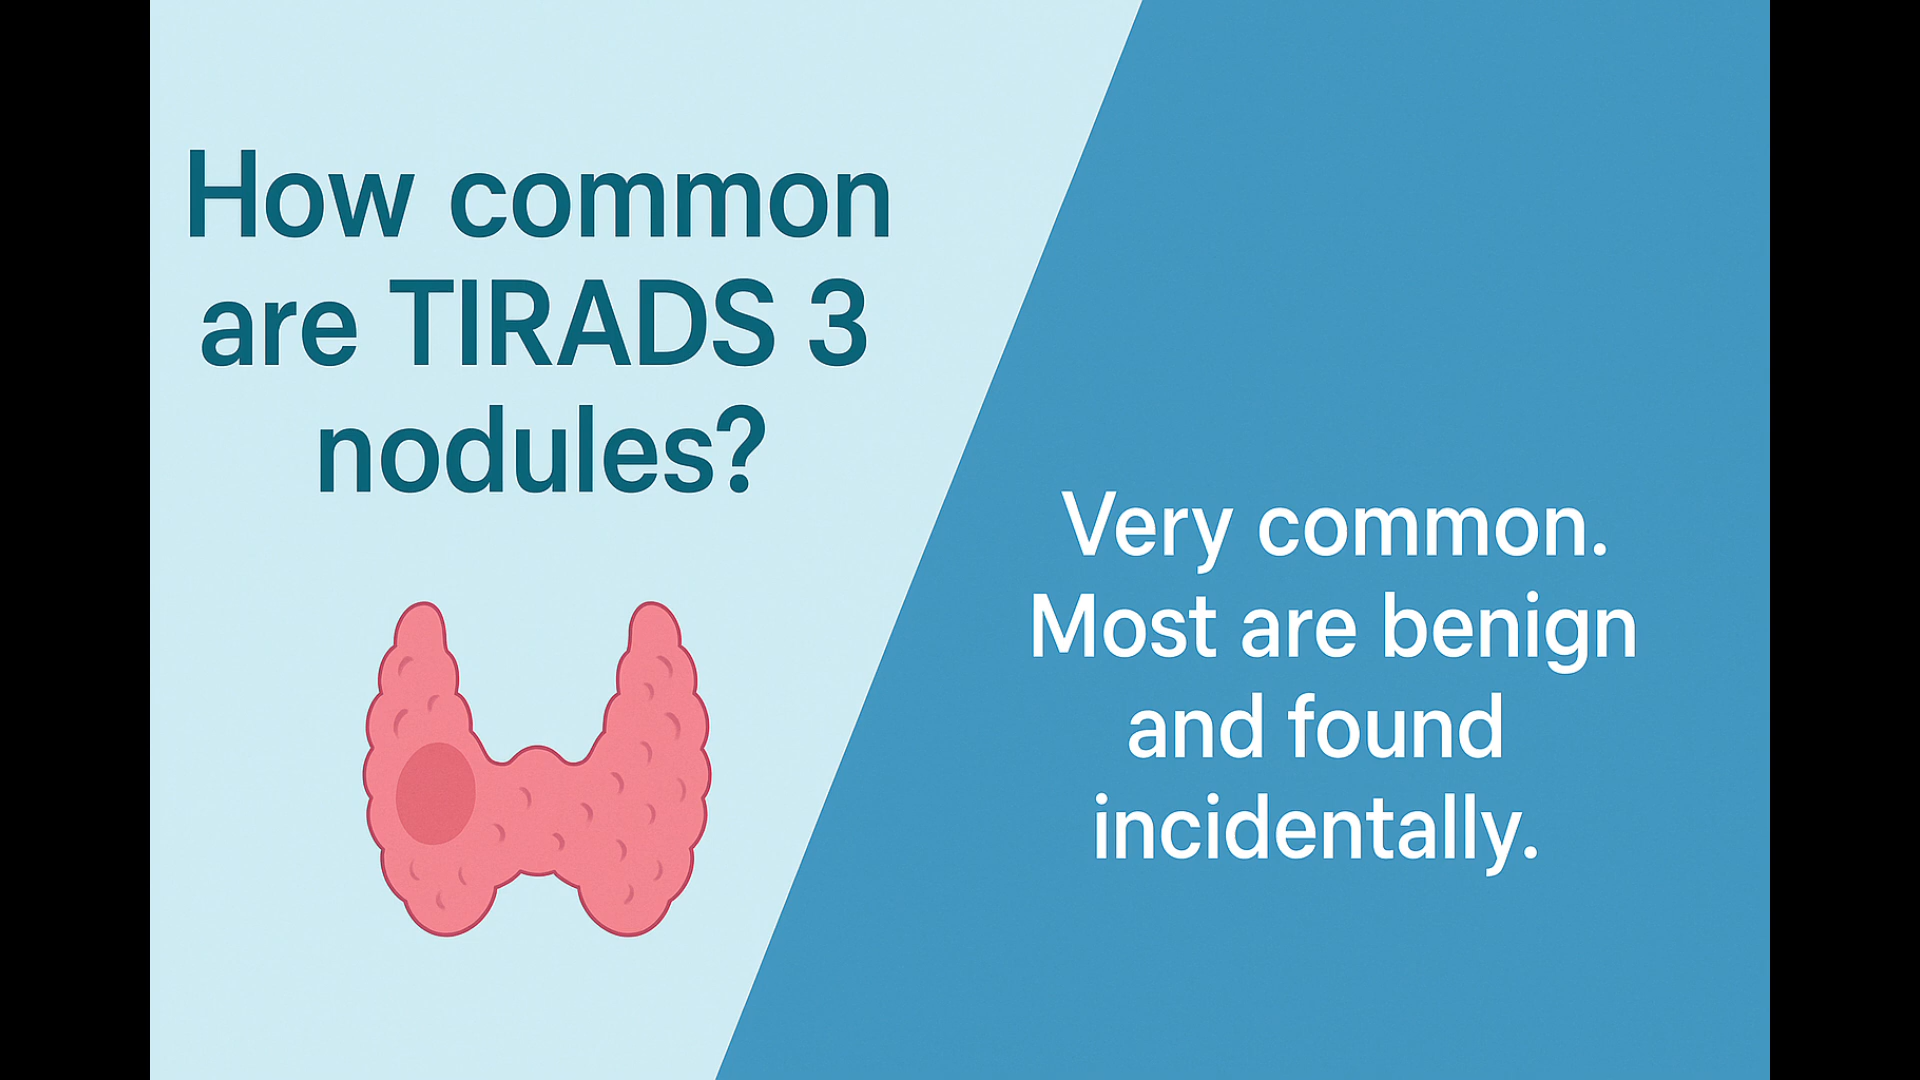 How common
are TIRADS 3
nodules?
Very common.
Most are benign
and found
incidentally.